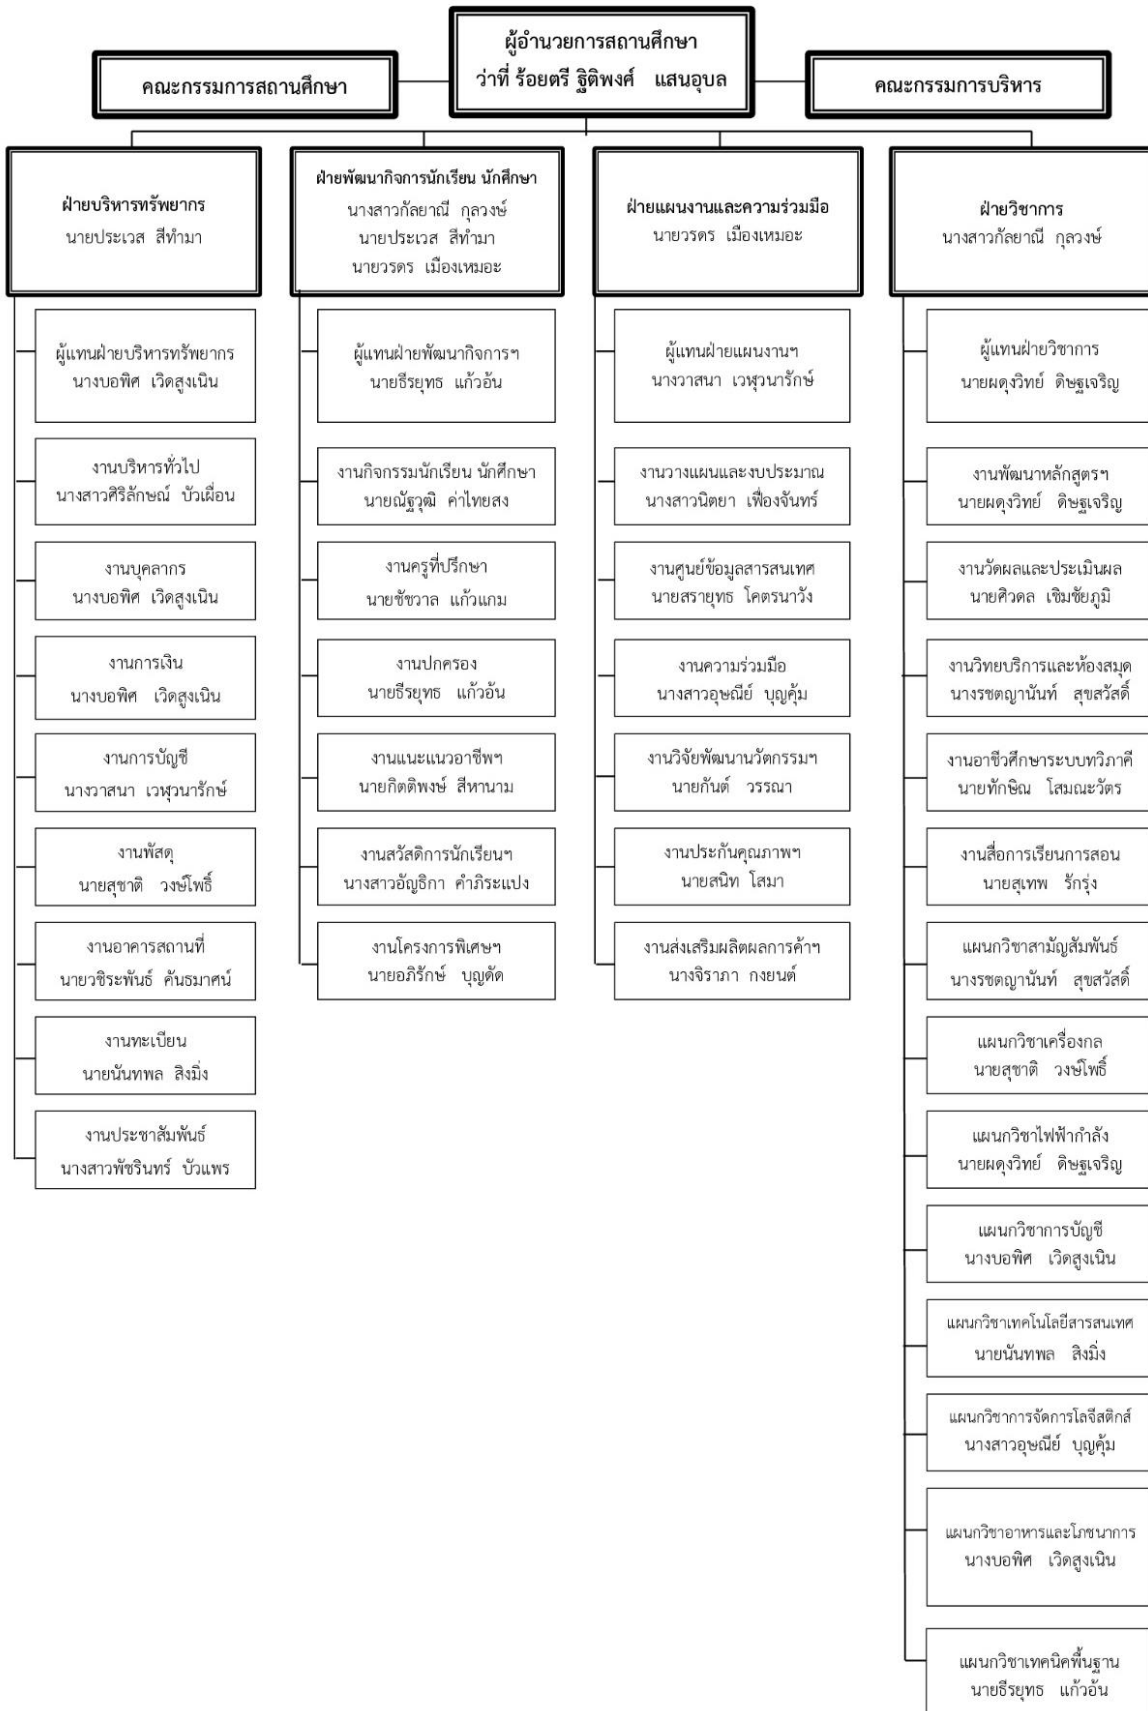 ผู้อำนวยการสถานศึกษา
ว่าที่ ร้อยตรี ฐิติพงศ์ แสนอุบล
คณะกรรมการสถานศึกษา
คณะกรรมการบริหาร
ฝ่ายบริหารทรัพยากร
นายประเวส สีทำมา
ผู้แทนฝ่ายบริหารทรัพยากร
นางบอพิศ เวิดสูงเนิน
งานบริหารทั่วไป
นางสาวศิริลักษณ์ บัวเผื่อน
งานบุคลากร
นางบอพิศ เวิดสูงเนิน
งานการเงิน
นางบอพิศ เวิดสูงเนิน
งานการบัญชี
นางวาสนา เวฬุวนารักษ์
งานพัสดุ
นายสุชาติ วงษ์โพธิ์
งานอาคารสถานที่
นายวชิระพันธ์ คันธมาศน์
งานทะเบียน
นายนันทพล สิงมิ่ง
งานประชาสัมพันธ์
นางสาวพัชรินทร์ บัวแพร
ฝ่ายพัฒนากิจการนักเรียน นักศึกษา
นางสาวกัลยาณี กุลวงษ์
นายประเวส สีทำมา
นายวรดร เมืองเหมอะ
ผู้แทนฝ่ายพัฒนากิจการฯ
นายธีรยุทธ แก้วอ้น
งานกิจกรรมนักเรียน นักศึกษา
นายณัฐวุฒิ ค่าไทยสง
งานครูที่ปรึกษา
นายชัชวาล แก้วแกม
งานปกครอง
นายธีรยุทธ แก้วอ้น
งานแนะแนวอาชีพฯ
นายกิตติพงษ์ สีหานาม
งานสวัสดิการนักเรียนฯ
นางสาวอัญธิกา คำภิระแปง
งานโครงการพิเศษฯ
นายอภิรักษ์ บุญดัด
ฝ่ายแผนงานและความร่วมมือ
นายวรดร เมืองเหมอะ
ผู้แทนฝ่ายแผนงานฯ
นางวาสนา เวฬุวนารักษ์
งานวางแผนและงบประมาณ
นางสาวนิตยา เฟื่องจันทร์
งานศูนย์ข้อมูลสารสนเทศ
นายสรายุทธ โคตรนาวัง
งานความร่วมมือ
นางสาวอุษณีย์ บุญคุ้ม
งานวิจัยพัฒนานวัตกรรมฯ
นายกันต์ วรรณา
งานประกันคุณภาพฯ
นายสนิท โสมา
งานส่งเสริมผลิตผลการค้าฯ
นางจิราภา กงยนต์
ฝ่ายวิชาการ
นางสาวกัลยาณี กุลวงษ์
ผู้แทนฝ่ายวิชาการ
นายผดุงวิทย์ ดิษฐเจริญ
งานพัฒนาหลักสูตรฯ
นายผดุงวิทย์ ดิษฐเจริญ
งานวัดผลและประเมินผล
นายศิวดล เชิมชัยภูมิ
งานวิทยบริการและห้องสมุด
นางรชตญานันท์ สุขสวัสดิ์
งานอาชีวศึกษาระบบทวิภาคี
นายทักษิณ โสมณะวัตร
งานสื่อการเรียนการสอน
นายสุเทพ รักรุ่ง
แผนกวิชาสามัญสัมพันธ์
นางรชตญานันท์ สุขสวัสดิ์
แผนกวิชาเครื่องกล
นายสุชาติ วงษ์โพธิ์
แผนกวิชาไฟฟ้ากำลัง
นายผดุงวิทย์ ดิษฐเจริญ
แผนกวิชาการบัญชี
นางบอพิศ เวิดสูงเนิน
แผนกวิชาเทคโนโลยีสารสนเทศ
นายนันทพล สิงมิ่ง
แผนกวิชาการจัดการโลจีสติกส์
นางสาวอุษณีย์ บุญคุ้ม
แผนกวิชาอาหารและโภชนาการ
นางบอพิศ เวิดสูงเนิน
แผนกวิชาเทคนิคพื้นฐาน
นายธีรยุทธ แก้วอ้น